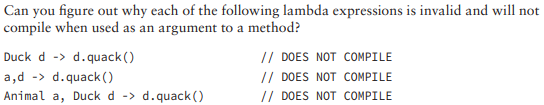 Can you figure out why each of the following lambda expressions is invalid and will not
compile when used as an argument to a method?
Duck d -> d.quack() // DOES NOT COMPILE
a,d -> d.quack() // DOES NOT COMPILE
Animal a, Duck d -> d.quack() // DOES NOT COMPILE